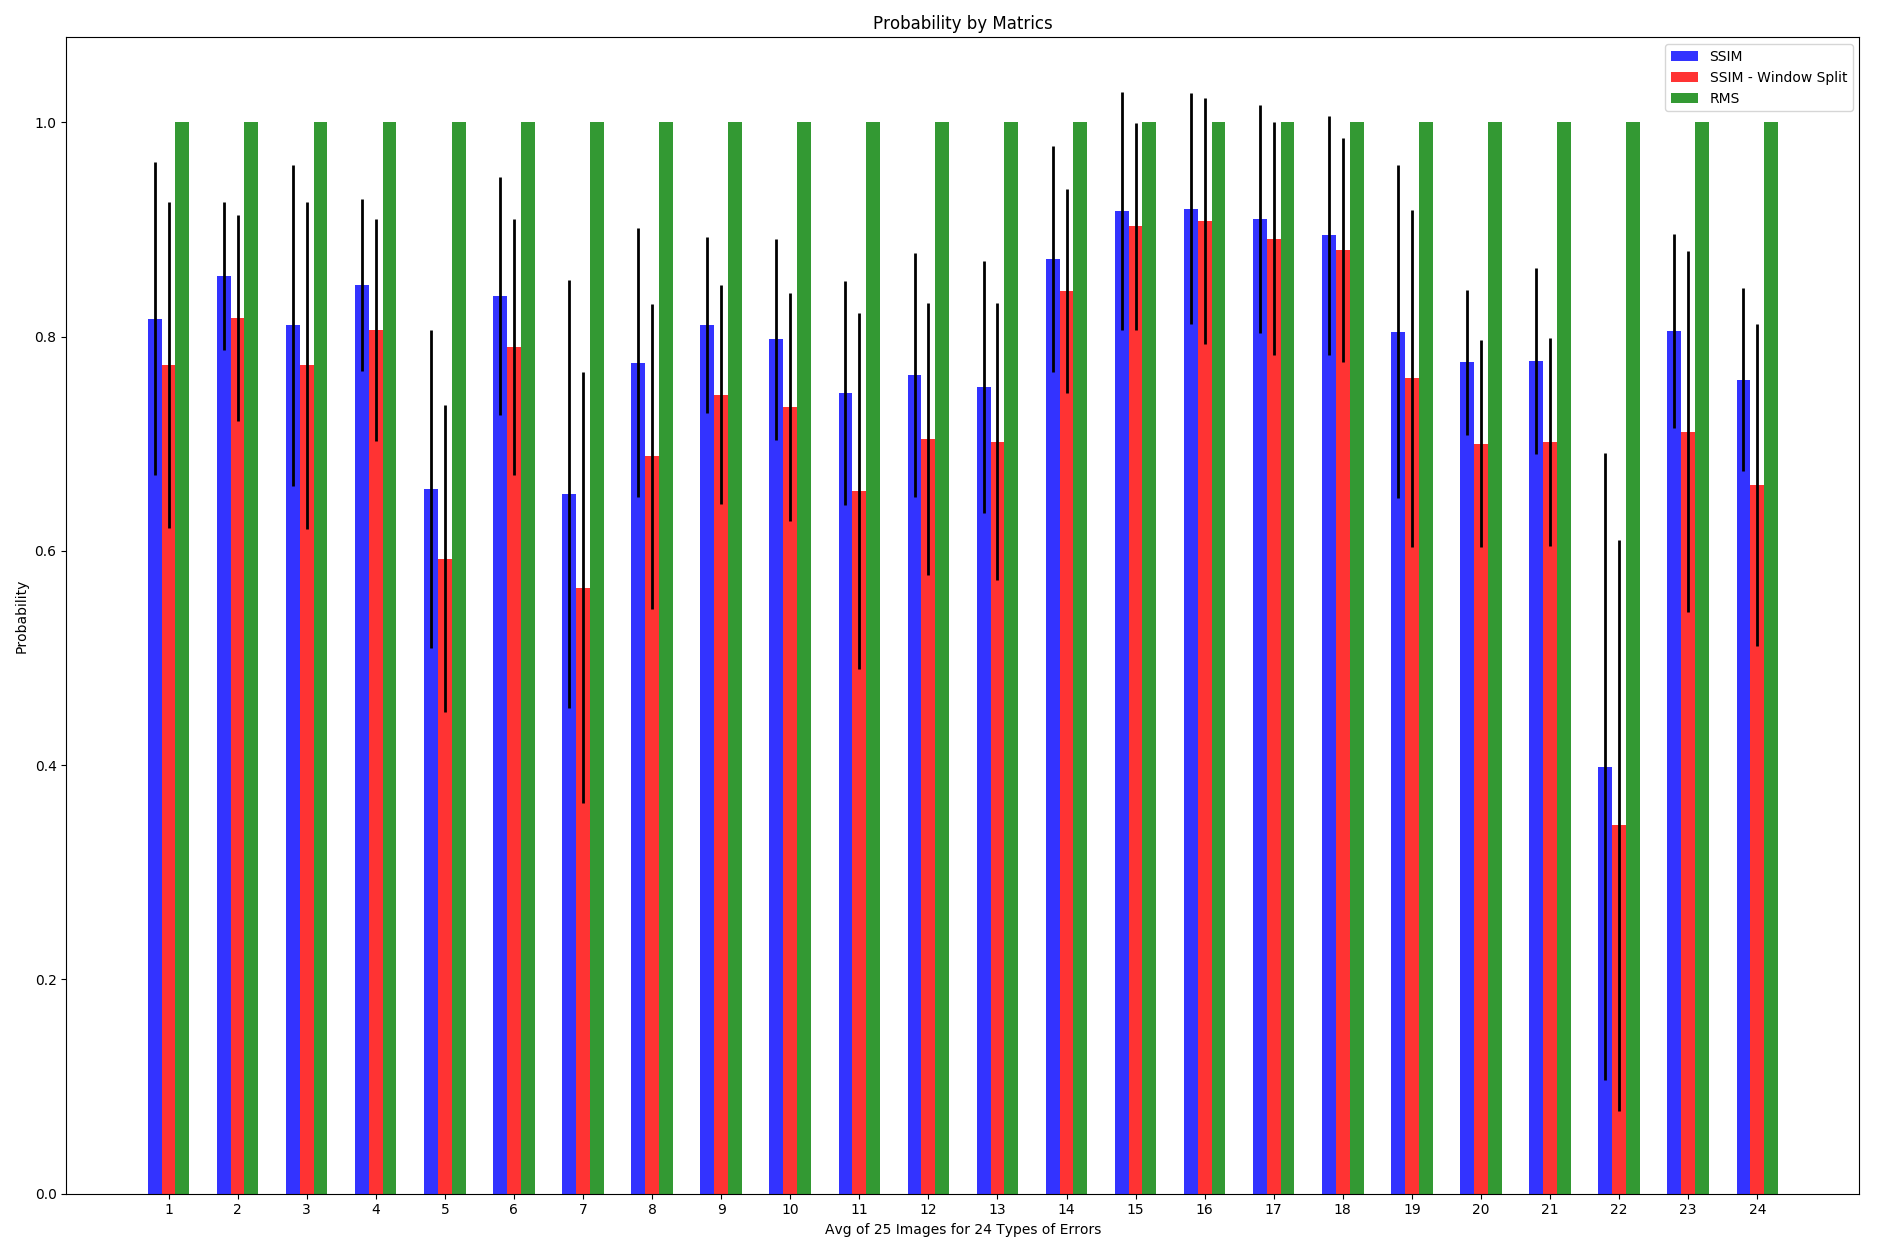 Probability by Matrics
SSIM
SSIM - Window Split
RMS
1.0
0.8
0.6
0.4
0.2
0.0
Probability
1 2 3 4 5 6 7 8 9 10 11 12 13 14 15 16 17 18 19 20 21 22 23 24
Avg of 25 Images for 24 Types of Errors